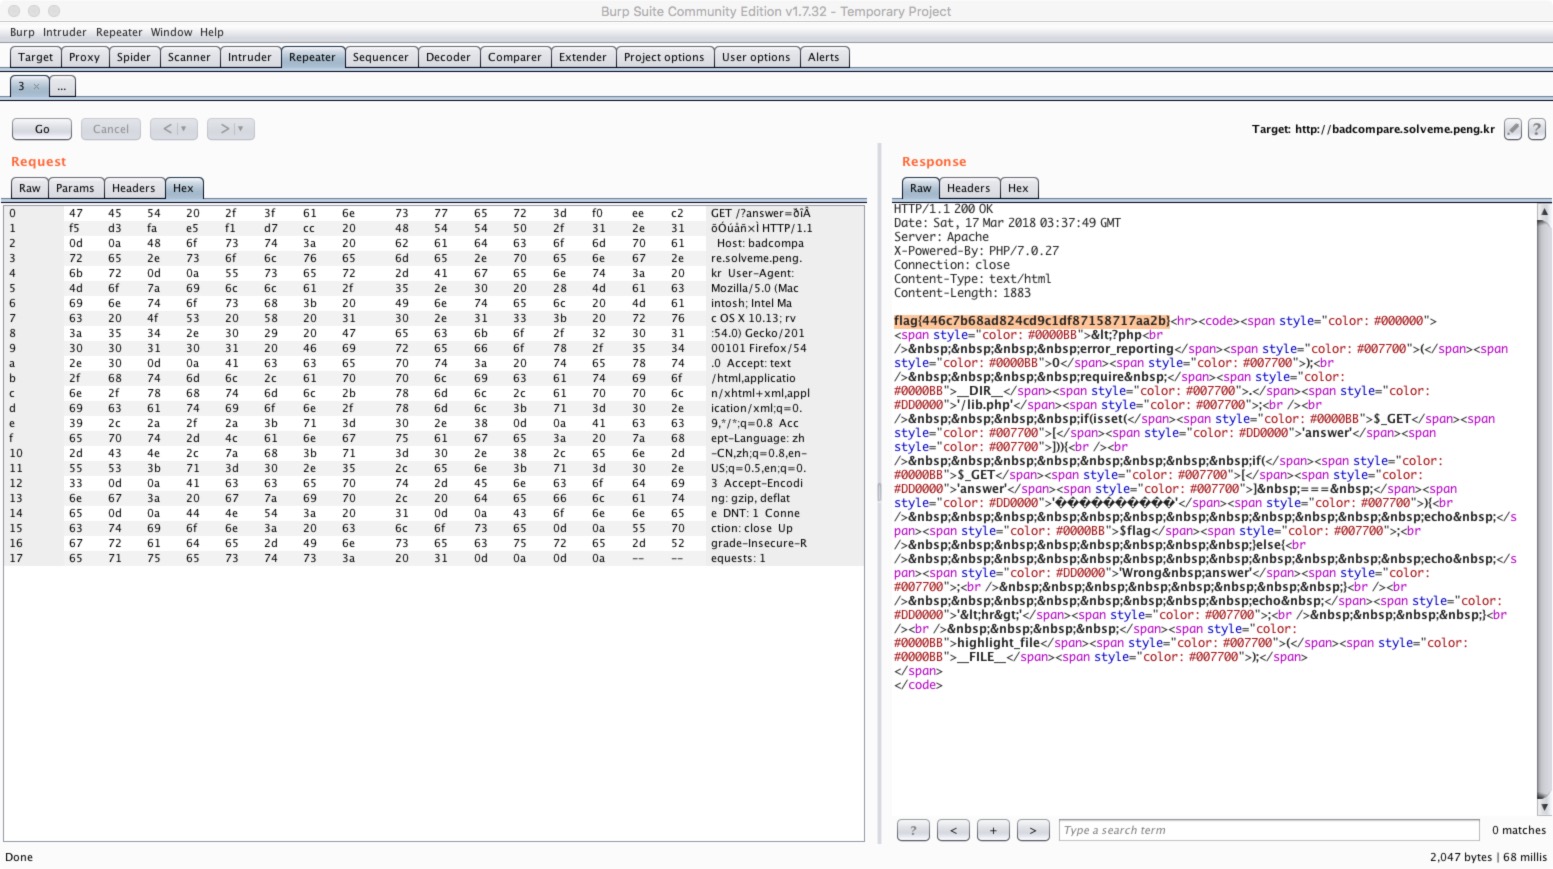 Burp Suite Community Edition v1.7.32 - Temporary Project
Burp Intruder Repeater Window Help
Target Proxy Spider Scanner Intruder Repeater Sequencer Decoder Comparer Extender Project options User options Alerts
3 × ...
Go Cancel < | ▾ > | ▾ Target: http://badcompare.solveme.peng.kr ?
Request
Raw Params Headers Hex
0 47 45 54 20 2f 3f 61 6e 73 77 65 72 3d f0 ee c2 GET /?answer=ðîÂ
1 f5 d3 fa e5 f1 d7 cc 20 48 54 54 50 2f 31 2e 31 õÓúåñ×Ì HTTP/1.1
2 0d 0a 48 6f 73 74 3a 20 62 61 64 63 6f 6d 70 61 Host: badcompa
3 72 65 2e 73 6f 6c 76 65 6d 65 2e 70 65 6e 67 2e re.solveme.peng.
4 6b 72 0d 0a 55 73 65 72 2d 41 67 65 6e 74 3a 20 kr User-Agent:
5 4d 6f 7a 69 6c 6c 61 2f 35 2e 30 20 28 4d 61 63 Mozilla/5.0 (Mac
6 69 6e 74 6f 73 68 3b 20 49 6e 74 65 6c 20 4d 61 intosh; Intel Ma
7 63 20 4f 53 20 58 20 31 30 2e 31 33 3b 20 72 76 c OS X 10.13; rv
8 3a 35 34 2e 30 29 20 47 65 63 6b 6f 2f 32 30 31 :54.0) Gecko/201
9 30 30 31 30 31 20 46 69 72 65 66 6f 78 2f 35 34 00101 Firefox/54
a 2e 30 0d 0a 41 63 63 65 70 74 3a 20 74 65 78 74 .0 Accept: text
b 2f 68 74 6d 6c 2c 61 70 70 6c 69 63 61 74 69 6f /html,applicatio
c 6e 2f 78 68 74 6d 6c 2b 78 6d 6c 2c 61 70 70 6c n/xhtml+xml,appl
d 69 63 61 74 69 6f 6e 2f 78 6d 6c 3b 71 3d 30 2e ication/xml;q=0.
e 39 2c 2a 2f 2a 3b 71 3d 30 2e 38 0d 0a 41 63 63 9,*/*;q=0.8 Acc
f 65 70 74 2d 4c 61 6e 67 75 61 67 65 3a 20 7a 68 ept-Language: zh
10 2d 43 4e 2c 7a 68 3b 71 3d 30 2e 38 2c 65 6e 2d -CN,zh;q=0.8,en-
11 55 53 3b 71 3d 30 2e 35 2c 65 6e 3b 71 3d 30 2e US;q=0.5,en;q=0.
12 33 0d 0a 41 63 63 65 70 74 2d 45 6e 63 6f 64 69 3 Accept-Encodi
13 6e 67 3a 20 67 7a 69 70 2c 20 64 65 66 6c 61 74 ng: gzip, deflat
14 65 0d 0a 44 4e 54 3a 20 31 0d 0a 43 6f 6e 6e 65 e DNT: 1 Conne
15 63 74 69 6f 6e 3a 20 63 6c 6f 73 65 0d 0a 55 70 ction: close Up
16 67 72 61 64 65 2d 49 6e 73 65 63 75 72 65 2d 52 grade-Insecure-R
17 65 71 75 65 73 74 73 3a 20 31 0d 0a 0d 0a -- -- equests: 1
Response
Raw Headers Hex
HTTP/1.1 200 OK
Date: Sat, 17 Mar 2018 03:37:49 GMT
Server: Apache
X-Powered-By: PHP/7.0.27
Connection: close
Content-Type: text/html
Content-Length: 1883
flag{446c7b68ad824cd9c1df87158717aa2b}<hr><code><span style="color: #000000">
<span style="color: #0000BB">&lt;?php<br
/>&nbsp;&nbsp;&nbsp;&nbsp;error_reporting</span><span style="color: #007700">(</span><span
style="color: #0000BB">0</span><span style="color: #007700">);<br
/>&nbsp;&nbsp;&nbsp;&nbsp;require&nbsp;</span><span style="color:
#0000BB">__DIR__</span><span style="color: #007700">.</span><span style="color:
#DD0000">'/lib.php'</span><span style="color: #007700">;<br /><br
/>&nbsp;&nbsp;&nbsp;&nbsp;if(isset(</span><span style="color: #0000BB">$_GET</span><span
style="color: #007700">[</span><span style="color: #DD0000">'answer'</span><span
style="color: #007700">])){<br /><br
/>&nbsp;&nbsp;&nbsp;&nbsp;&nbsp;&nbsp;&nbsp;&nbsp;if(</span><span style="color:
#0000BB">$_GET</span><span style="color: #007700">[</span><span style="color:
#DD0000">'answer'</span><span style="color: #007700">]&nbsp;===&nbsp;</span><span
style="color: #DD0000">'����������'</span><span style="color: #007700">){<br
/>&nbsp;&nbsp;&nbsp;&nbsp;&nbsp;&nbsp;&nbsp;&nbsp;&nbsp;&nbsp;&nbsp;&nbsp;echo&nbsp;</s
pan><span style="color: #0000BB">$flag</span><span style="color: #007700">;<br
/>&nbsp;&nbsp;&nbsp;&nbsp;&nbsp;&nbsp;&nbsp;&nbsp;}else{<br
/>&nbsp;&nbsp;&nbsp;&nbsp;&nbsp;&nbsp;&nbsp;&nbsp;&nbsp;&nbsp;&nbsp;&nbsp;echo&nbsp;</s
pan><span style="color: #DD0000">'Wrong&nbsp;answer'</span><span style="color:
#007700">;<br />&nbsp;&nbsp;&nbsp;&nbsp;&nbsp;&nbsp;&nbsp;&nbsp;}<br /><br
/>&nbsp;&nbsp;&nbsp;&nbsp;&nbsp;&nbsp;&nbsp;&nbsp;echo&nbsp;</span><span style="color:
#DD0000">'&lt;hr&gt;'</span><span style="color: #007700">;<br />&nbsp;&nbsp;&nbsp;&nbsp;}<br
/><br />&nbsp;&nbsp;&nbsp;&nbsp;</span><span style="color:
#0000BB">highlight_file</span><span style="color: #007700">(</span><span style="color:
#0000BB">__FILE__</span><span style="color: #007700">);</span>
</span>
</code>
? < + > Type a search term 0 matches
Done 2,047 bytes | 68 millis